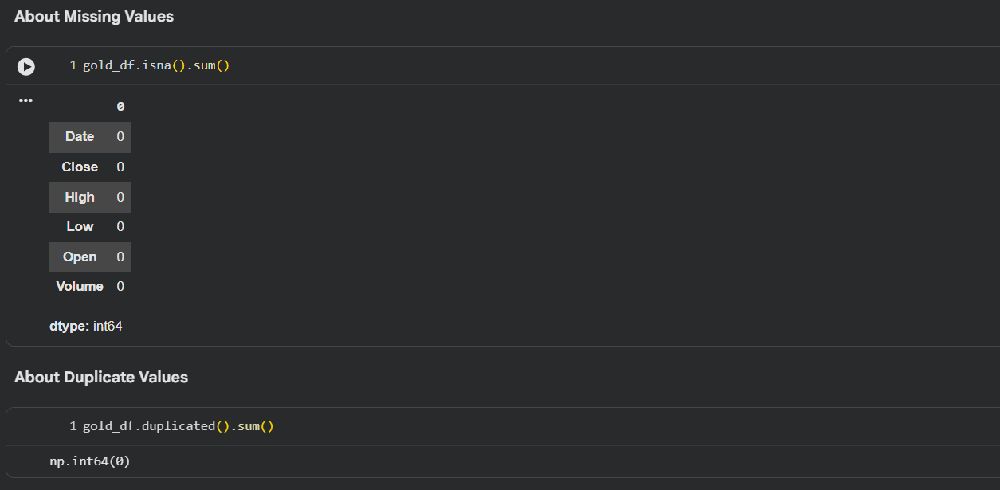 About Missing Values
1 gold_df.isna().sum()
...
0
Date 0
Close 0
High 0
Low 0
Open 0
Volume 0
dtype: int64
About Duplicate Values
1 gold_df.duplicated().sum()
np.int64(0)